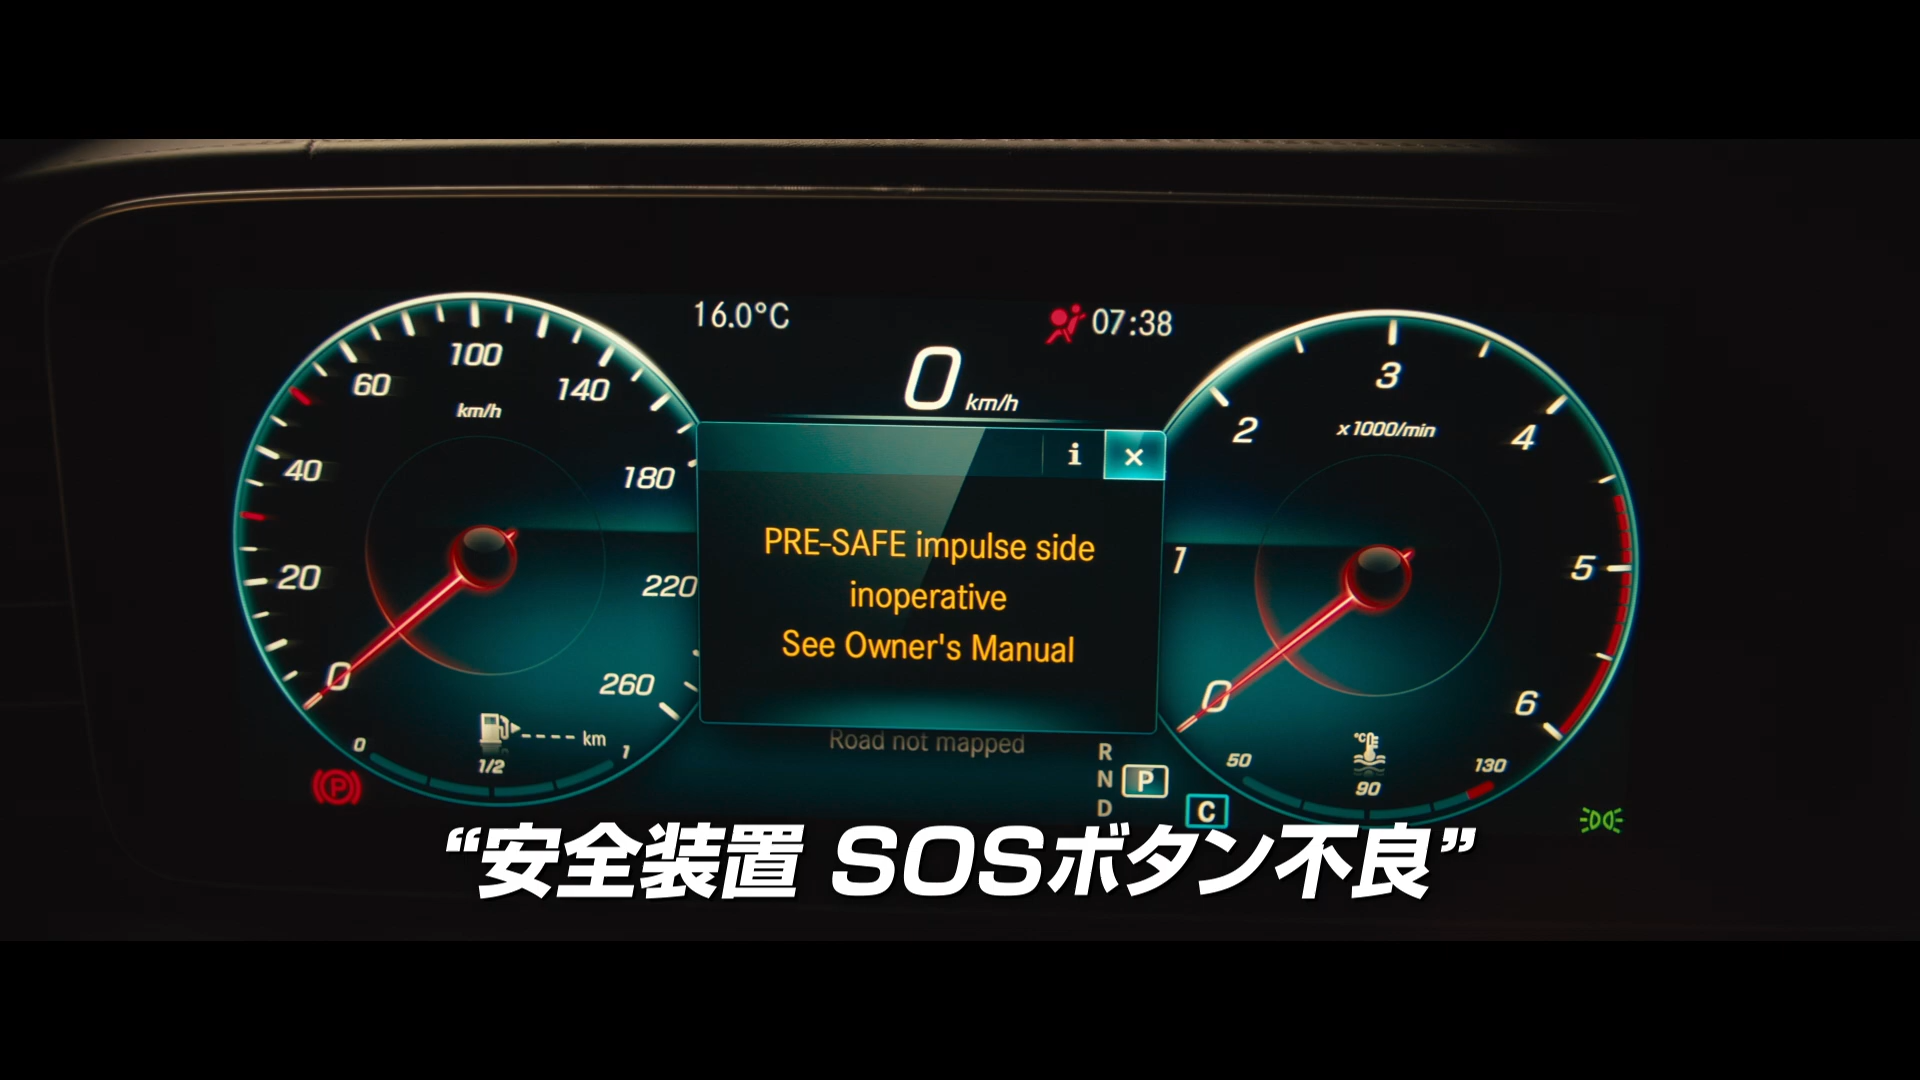 16.0°C
07:38
0 km/h
0
20
40
60
100
140
180
220
260
km/h
0
1/2
1
---- km
i ×
PRE-SAFE impulse side
inoperative
See Owner's Manual
Road not mapped
R
N
D
P
C
0
1
2
3
4
5
6
x1000/min
°C
50
90
130
(P)
“安全装置 SOSボタン不良”